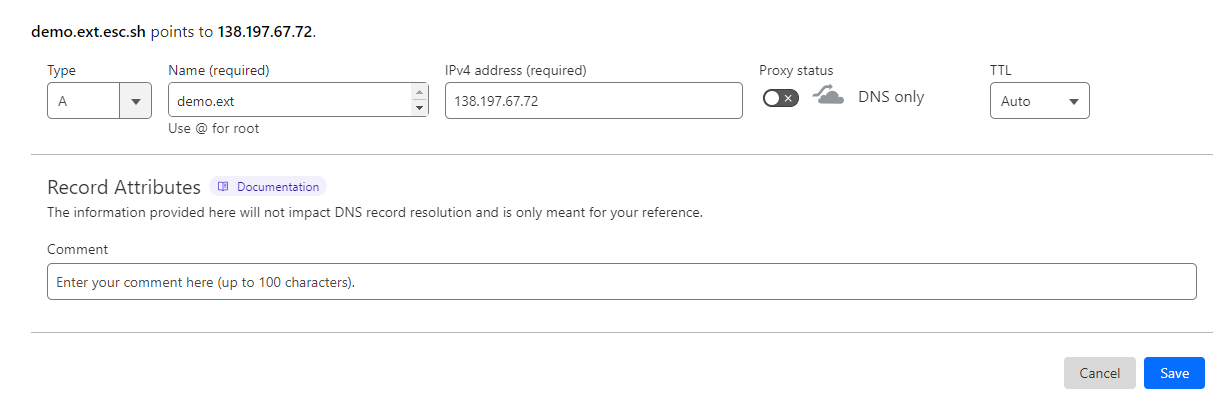 demo.ext.esc.sh points to 138.197.67.72.
Type Name (required) IPv4 address (required) Proxy status TTL
A demo.ext 138.197.67.72 DNS only Auto
Use @ for root
Record Attributes Documentation
The information provided here will not impact DNS record resolution and is only meant for your reference.
Comment
Enter your comment here (up to 100 characters).
Cancel Save